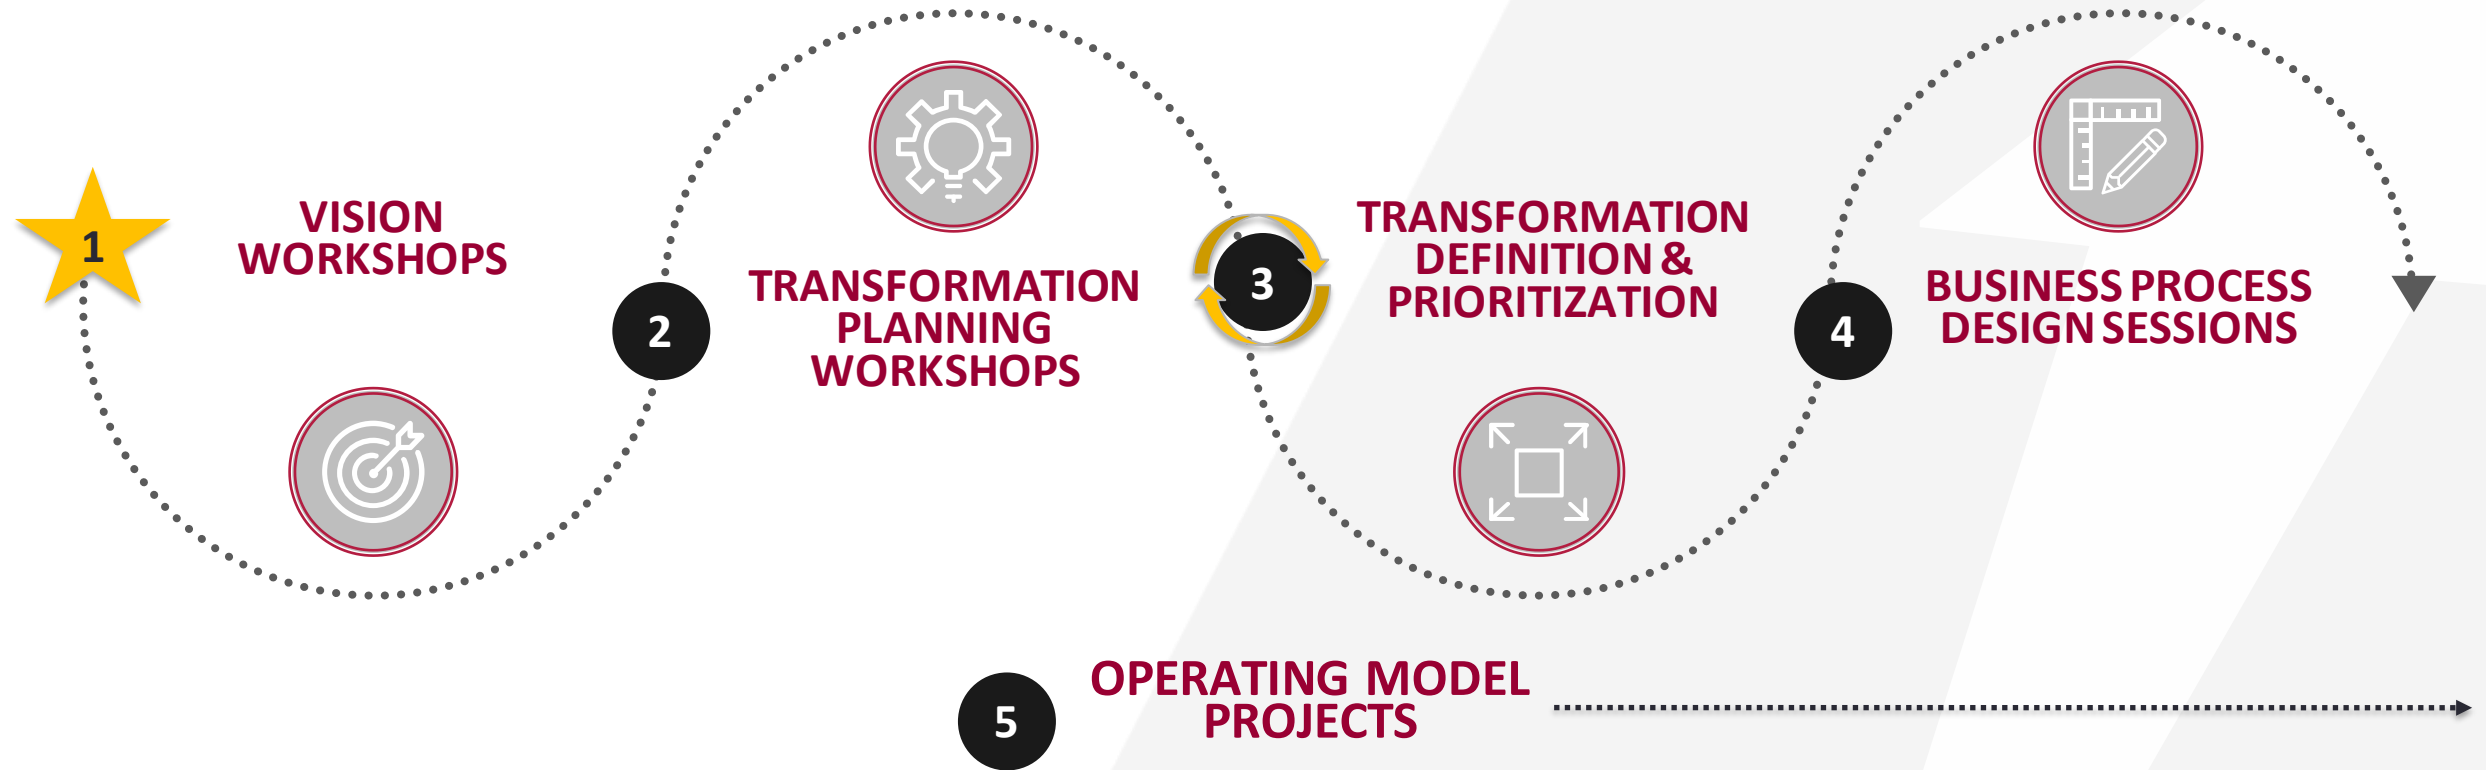 1
VISION
WORKSHOPS
2
TRANSFORMATION
PLANNING
WORKSHOPS
3
TRANSFORMATION
DEFINITION &
PRIORITIZATION
4
BUSINESS PROCESS
DESIGN SESSIONS
5
OPERATING MODEL
PROJECTS